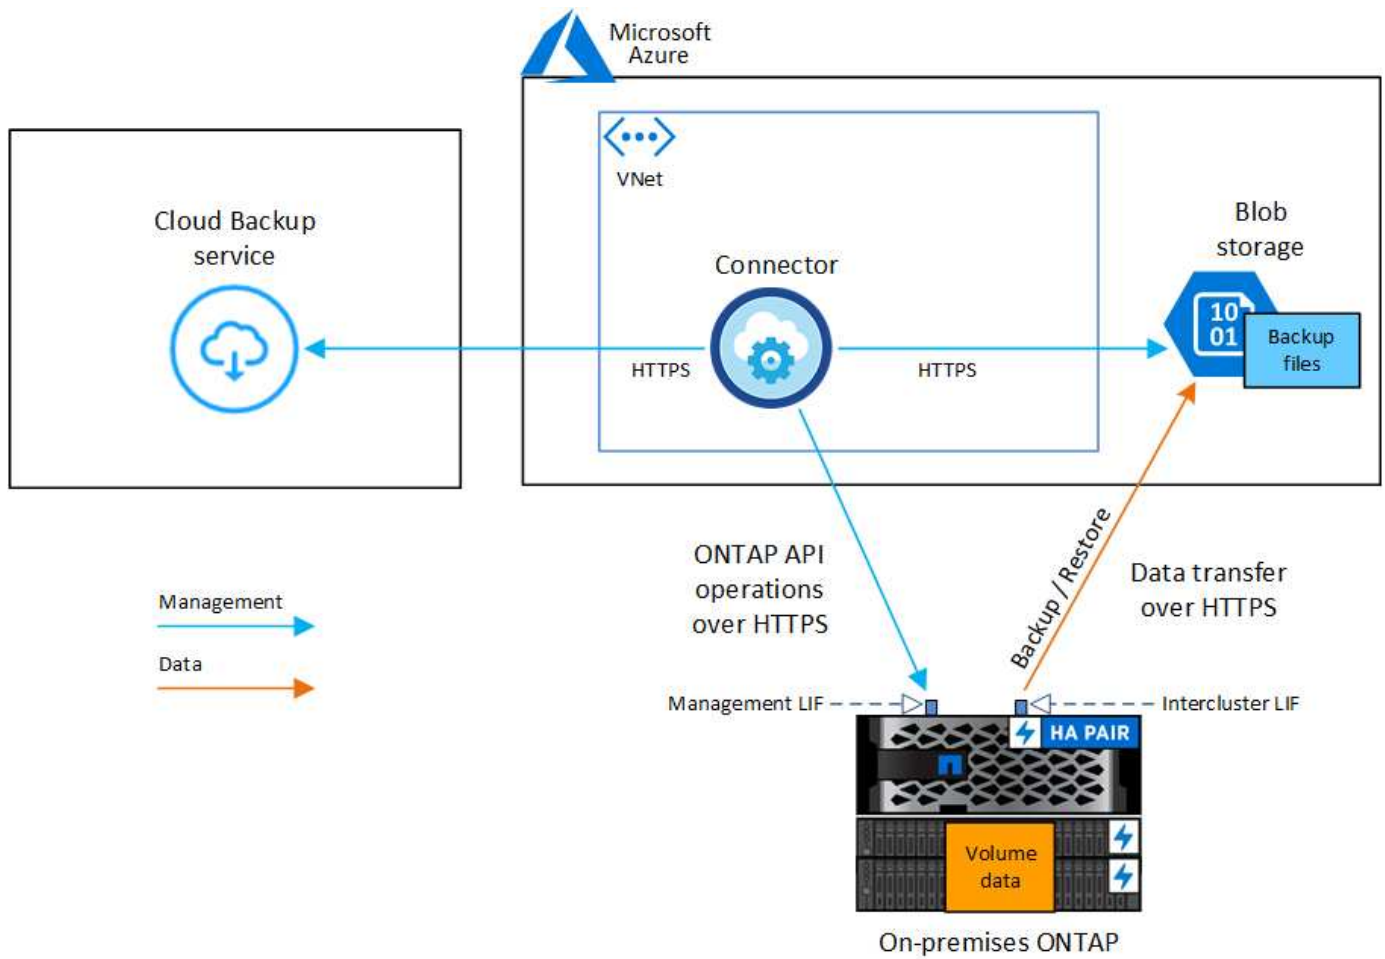 Microsoft
Azure
VNet
Cloud Backup
service
Blob
storage
Connector
10
01
Backup
files
HTTPS
HTTPS
ONTAP API
operations
over HTTPS
Backup / Restore
Data transfer
over HTTPS
Management
Data
Management LIF
Intercluster LIF
HA PAIR
Volume
data
On-premises ONTAP